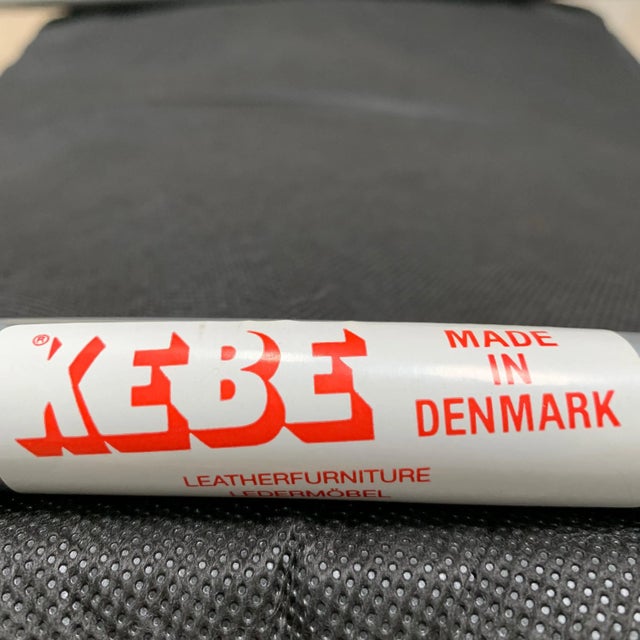 ® KEBE
MADE
IN
DENMARK
LEATHERFURNITURE
LEDERMÖBEL